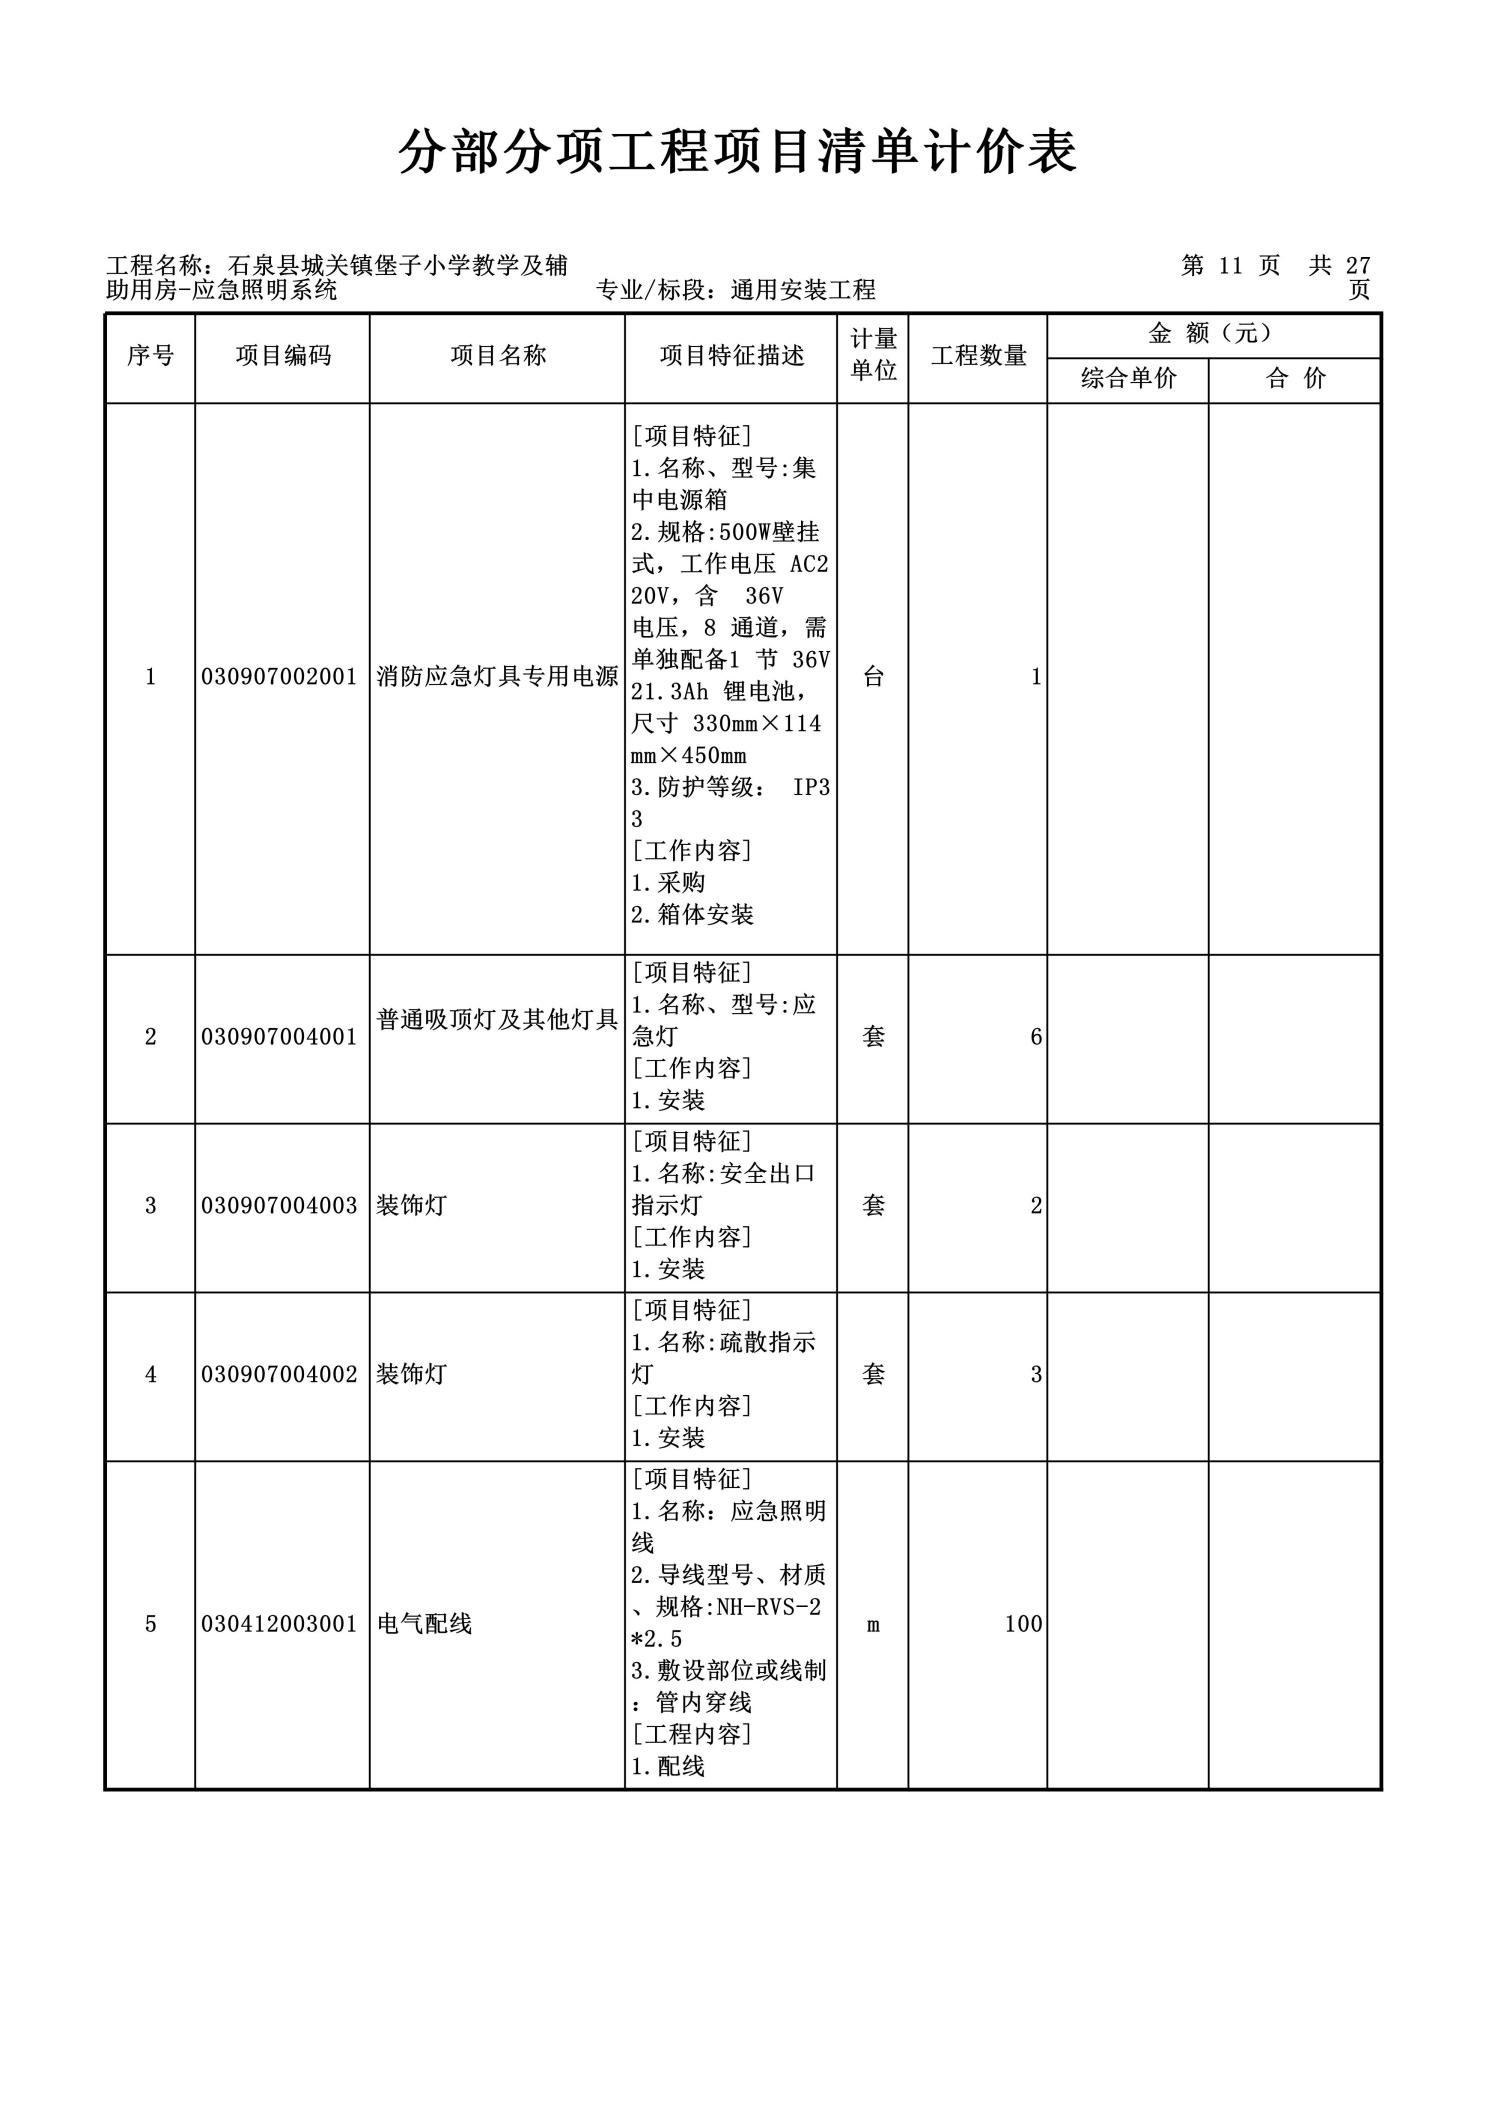 分部分项工程项目清单计价表
工程名称：石泉县城关镇堡子小学教学及辅
助用房-应急照明系统
专业/标段：通用安装工程
第 11 页 共 27
页
序号
项目编码
项目名称
项目特征描述
计量
单位
工程数量
金 额（元）
综合单价
合 价
1
030907002001
消防应急灯具专用电源
[项目特征]
1.名称、型号:集
中电源箱
2.规格:500W壁挂
式，工作电压 AC2
20V，含 36V
电压，8 通道，需
单独配备1 节 36V
21.3Ah 锂电池，
尺寸 330mm×114
mm×450mm
3.防护等级： IP3
3
[工作内容]
1.采购
2.箱体安装
台
1
2
030907004001
普通吸顶灯及其他灯具
[项目特征]
1.名称、型号:应
急灯
[工作内容]
1.安装
套
6
3
030907004003
装饰灯
[项目特征]
1.名称:安全出口
指示灯
[工作内容]
1.安装
套
2
4
030907004002
装饰灯
[项目特征]
1.名称:疏散指示
灯
[工作内容]
1.安装
套
3
5
030412003001
电气配线
[项目特征]
1.名称：应急照明
线
2.导线型号、材质
、规格:NH-RVS-2
*2.5
3.敷设部位或线制
：管内穿线
[工程内容]
1.配线
m
100